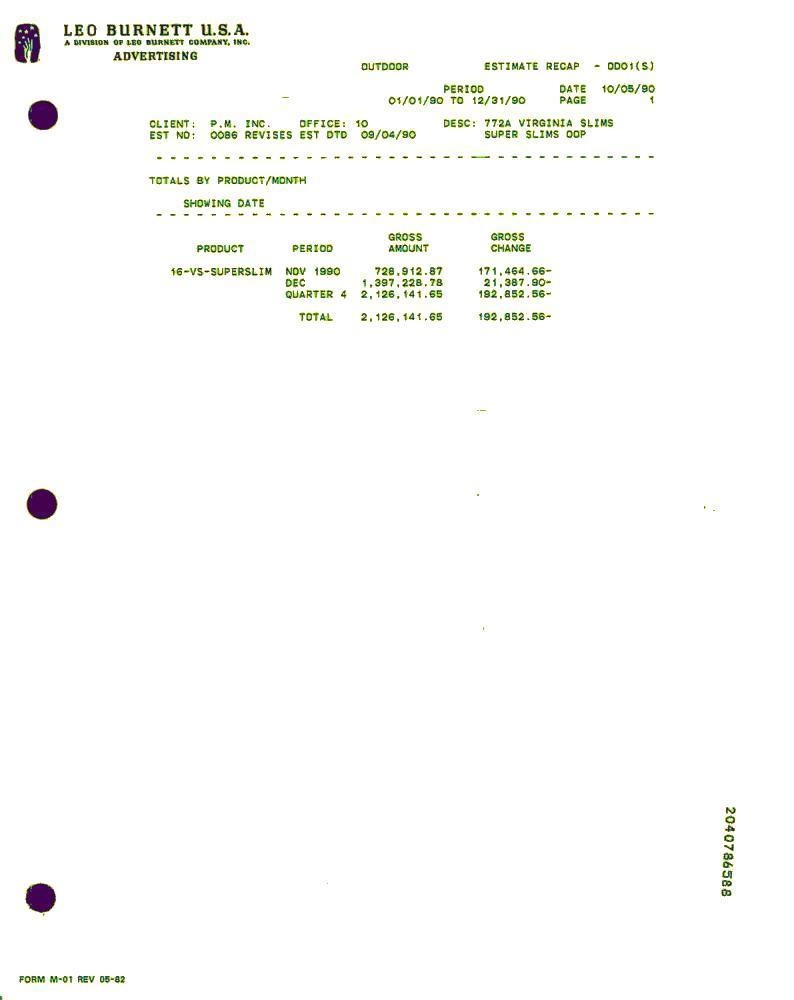 LEO BURNETT U.S.A.
A DIVISION OF LEO BURNETT COMPANY, INC.
ADVERTISING
OUTDOOR ESTIMATE RECAP - DDO1(S)
PERIOD DATE 10/05/90
01/01/90 TO 12/31/90 PAGE 1
CLIENT: P.M. INC. OFFICE: 10 DESC: 772A VIRGINIA SLIMS
EST NO: 0086 REVISES EST DTD 09/04/90 SUPER SLIMS OOP
TOTALS BY PRODUCT/MONTH
SHOWING DATE
GROSS GROSS
PRODUCT PERIOD AMOUNT CHANGE
16-VS-SUPERSLIM NOV 1990 728,912.87 171,464.66-
DEC 1,397,228.78 21,387.90-
QUARTER 4 2,126,141.65 192,852.56-
TOTAL 2,126,141.65 192,852.56-
2040786588
FORM M-01 REV 05-82